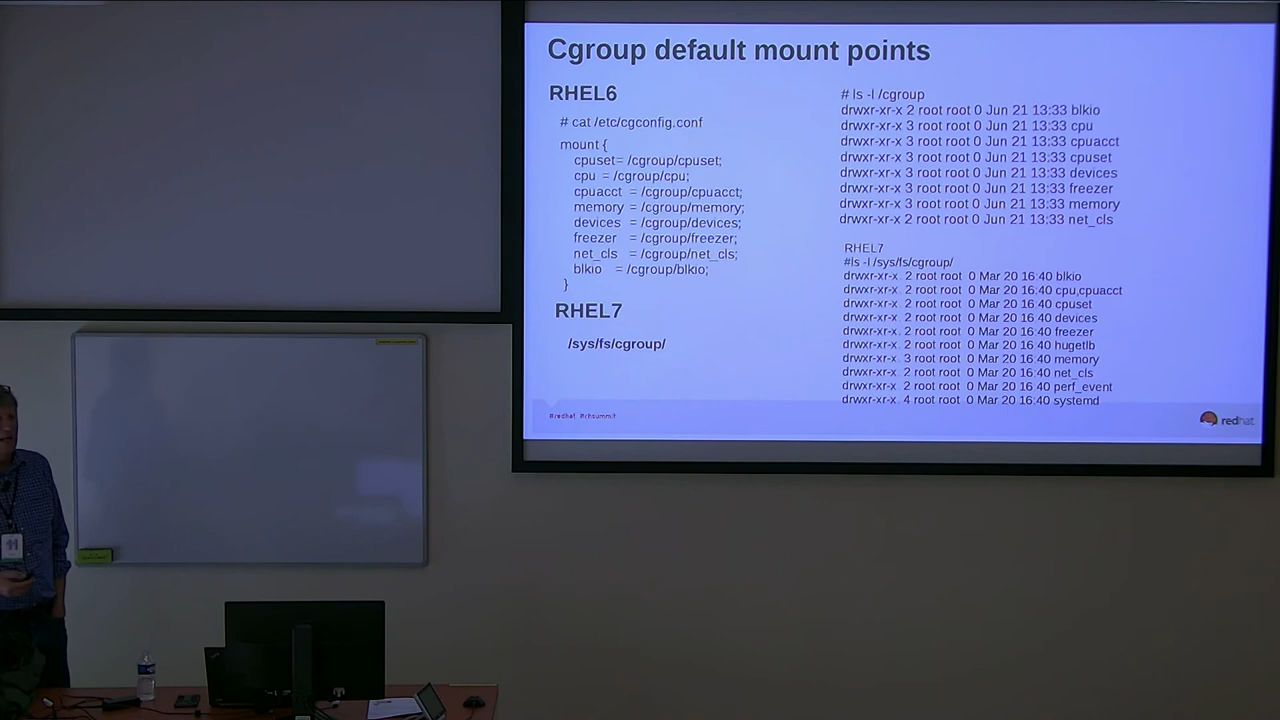 Cgroup default mount points
RHEL6
# cat /etc/cgconfig.conf
mount {
cpuset= /cgroup/cpuset;
cpu = /cgroup/cpu;
cpuacct = /cgroup/cpuacct;
memory = /cgroup/memory;
devices = /cgroup/devices;
freezer = /cgroup/freezer;
net_cls = /cgroup/net_cls;
blkio = /cgroup/blkio;
}
RHEL7
/sys/fs/cgroup/
# ls -l /cgroup
drwxr-xr-x 2 root root 0 Jun 21 13:33 blkio
drwxr-xr-x 3 root root 0 Jun 21 13:33 cpu
drwxr-xr-x 3 root root 0 Jun 21 13:33 cpuacct
drwxr-xr-x 3 root root 0 Jun 21 13:33 cpuset
drwxr-xr-x 3 root root 0 Jun 21 13:33 devices
drwxr-xr-x 3 root root 0 Jun 21 13:33 freezer
drwxr-xr-x 3 root root 0 Jun 21 13:33 memory
drwxr-xr-x 2 root root 0 Jun 21 13:33 net_cls
RHEL7
#ls -l /sys/fs/cgroup/
drwxr-xr-x. 2 root root 0 Mar 20 16:40 blkio
drwxr-xr-x. 2 root root 0 Mar 20 16:40 cpu,cpuacct
drwxr-xr-x. 2 root root 0 Mar 20 16:40 cpuset
drwxr-xr-x. 2 root root 0 Mar 20 16:40 devices
drwxr-xr-x. 2 root root 0 Mar 20 16:40 freezer
drwxr-xr-x. 2 root root 0 Mar 20 16:40 hugetlb
drwxr-xr-x. 3 root root 0 Mar 20 16:40 memory
drwxr-xr-x. 2 root root 0 Mar 20 16:40 net_cls
drwxr-xr-x. 2 root root 0 Mar 20 16:40 perf_event
drwxr-xr-x. 4 root root 0 Mar 20 16:40 systemd
#redhat #rhsummit
redhat.